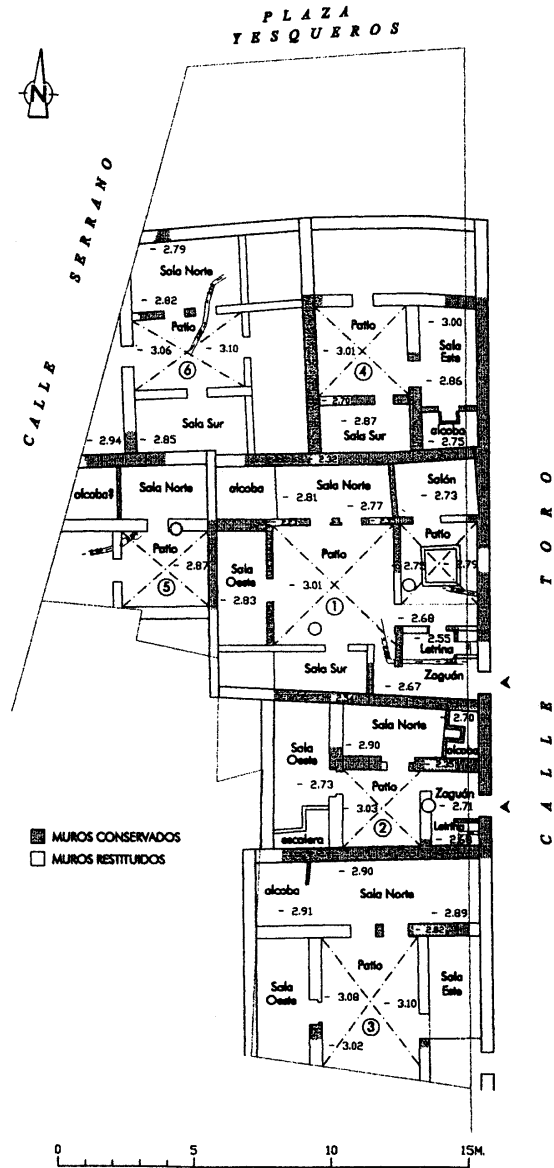 PLAZA
YESQUEROS
N
CALLE SERRANO
- 2.79
Sala Norte
- 2.82
Patio
- 3.06
- 3.10
6
Sala Sur
- 2.94
- 2.85
Patio
- 3.00
Sala
Este
- 3.01
4
- 2.86
- 2.70
- 2.87
Sala Sur
alcoba
- 2.75
alcoba?
Sala Norte
alcoba
Sala Norte
- 2.81
- 2.77
Salón
- 2.73
Patio
- 2.87
5
Sala
Oeste
- 2.83
Patio
- 3.01
1
Patio
- 2.79
- 2.68
- 2.55
Letrina
Sala Sur
Zaguán
- 2.67
CALLE TORO
Sala
Oeste
- 2.73
escalera
Sala Norte
- 2.90
- 2.70
alcoba
Patio
- 3.03
2
Zaguán
- 2.71
Letrina
MUROS CONSERVADOS
MUROS RESTITUIDOS
alcoba
- 2.90
Sala Norte
- 2.91
- 2.89
- 2.82
Patio
Sala
Oeste
Sala
Este
- 3.08
- 3.10
3
- 3.02
0 5 10 15M.